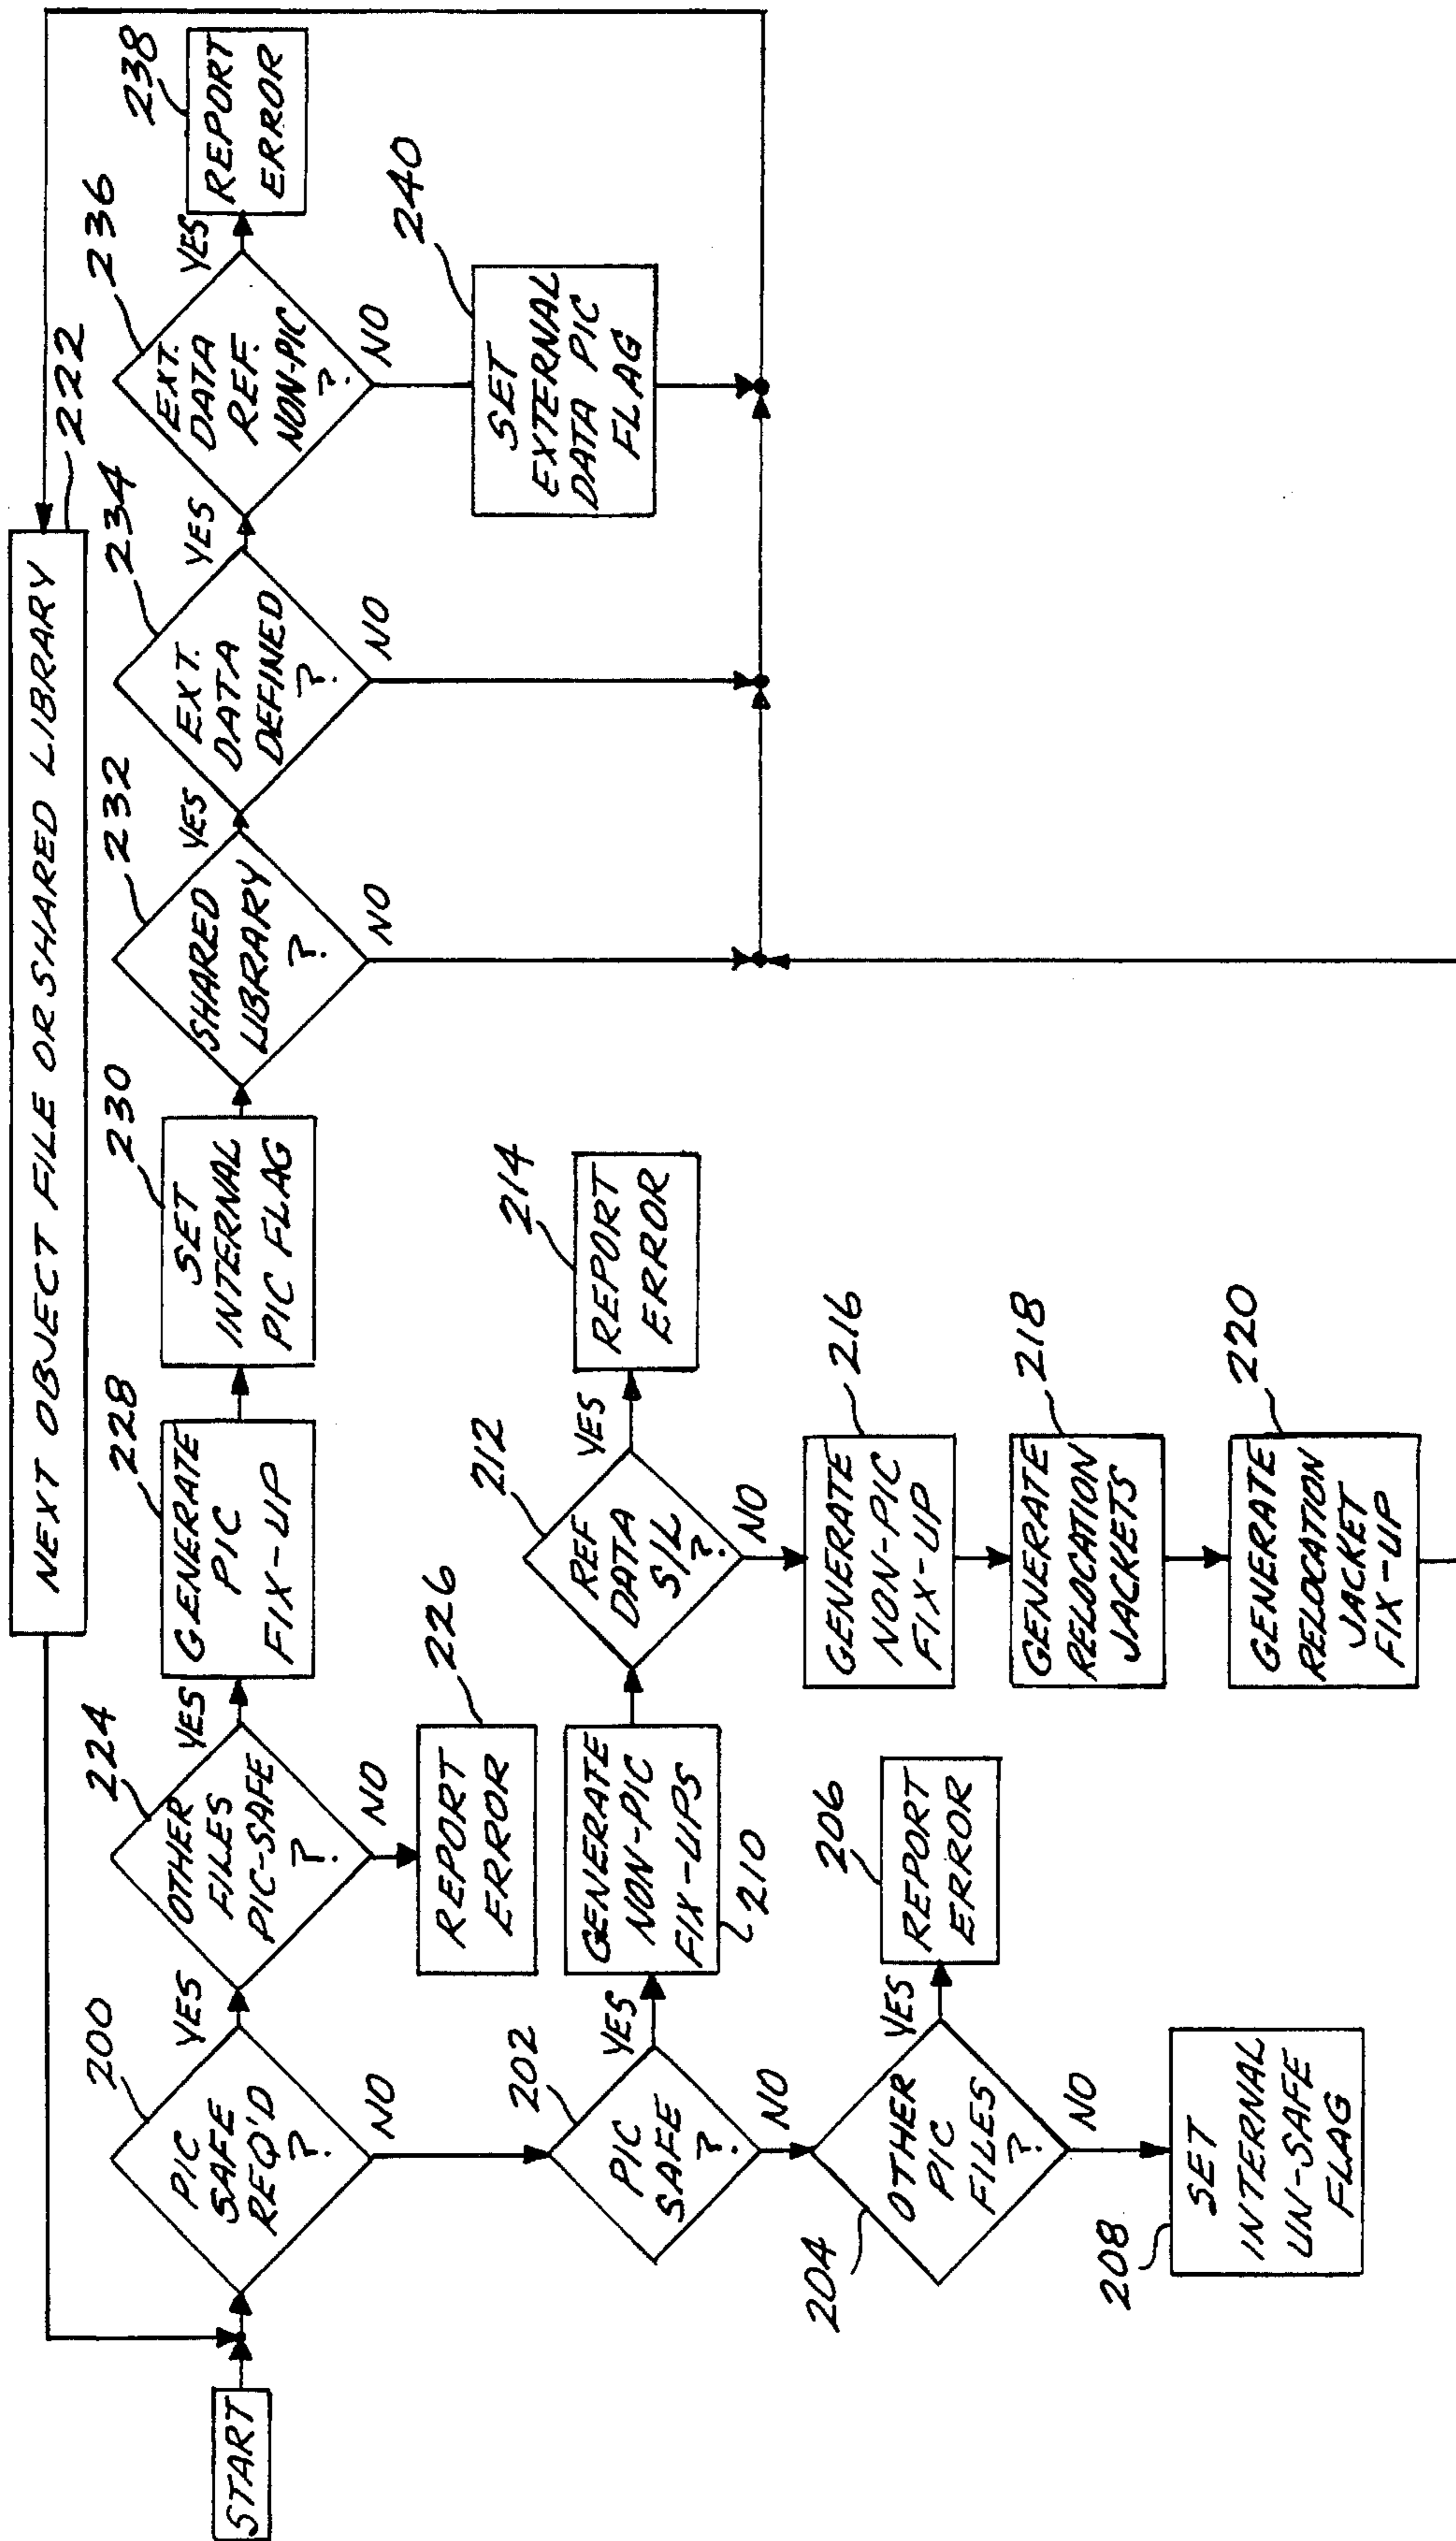 NEXT OBJECT FILE OR SHARED LIBRARY
222
START
200
PIC
SAFE
REQ'D
?
YES
NO
224
OTHER
FILES
PIC-SAFE
?
YES
NO
226
REPORT
ERROR
228
GENERATE
PIC
FIX-UP
230
SET
INTERNAL
PIC FLAG
232
SHARED
LIBRARY
?
YES
NO
234
EXT.
DATA
DEFINED
?
YES
NO
236
EXT.
DATA
REF.
NON-PIC
?
YES
NO
238
REPORT
ERROR
240
SET
EXTERNAL
DATA PIC
FLAG
202
PIC
SAFE
?
YES
NO
GENERATE
NON-PIC
FIX-UPS
210
212
REF
DATA
S/L
?
YES
NO
214
REPORT
ERROR
GENERATE
NON-PIC
FIX-UP
216
GENERATE
RELOCATION
JACKETS
218
GENERATE
RELOCATION
JACKET
FIX-UP
220
204
OTHER
PIC
FILES
?
YES
NO
206
REPORT
ERROR
208
SET
INTERNAL
UN-SAFE
FLAG